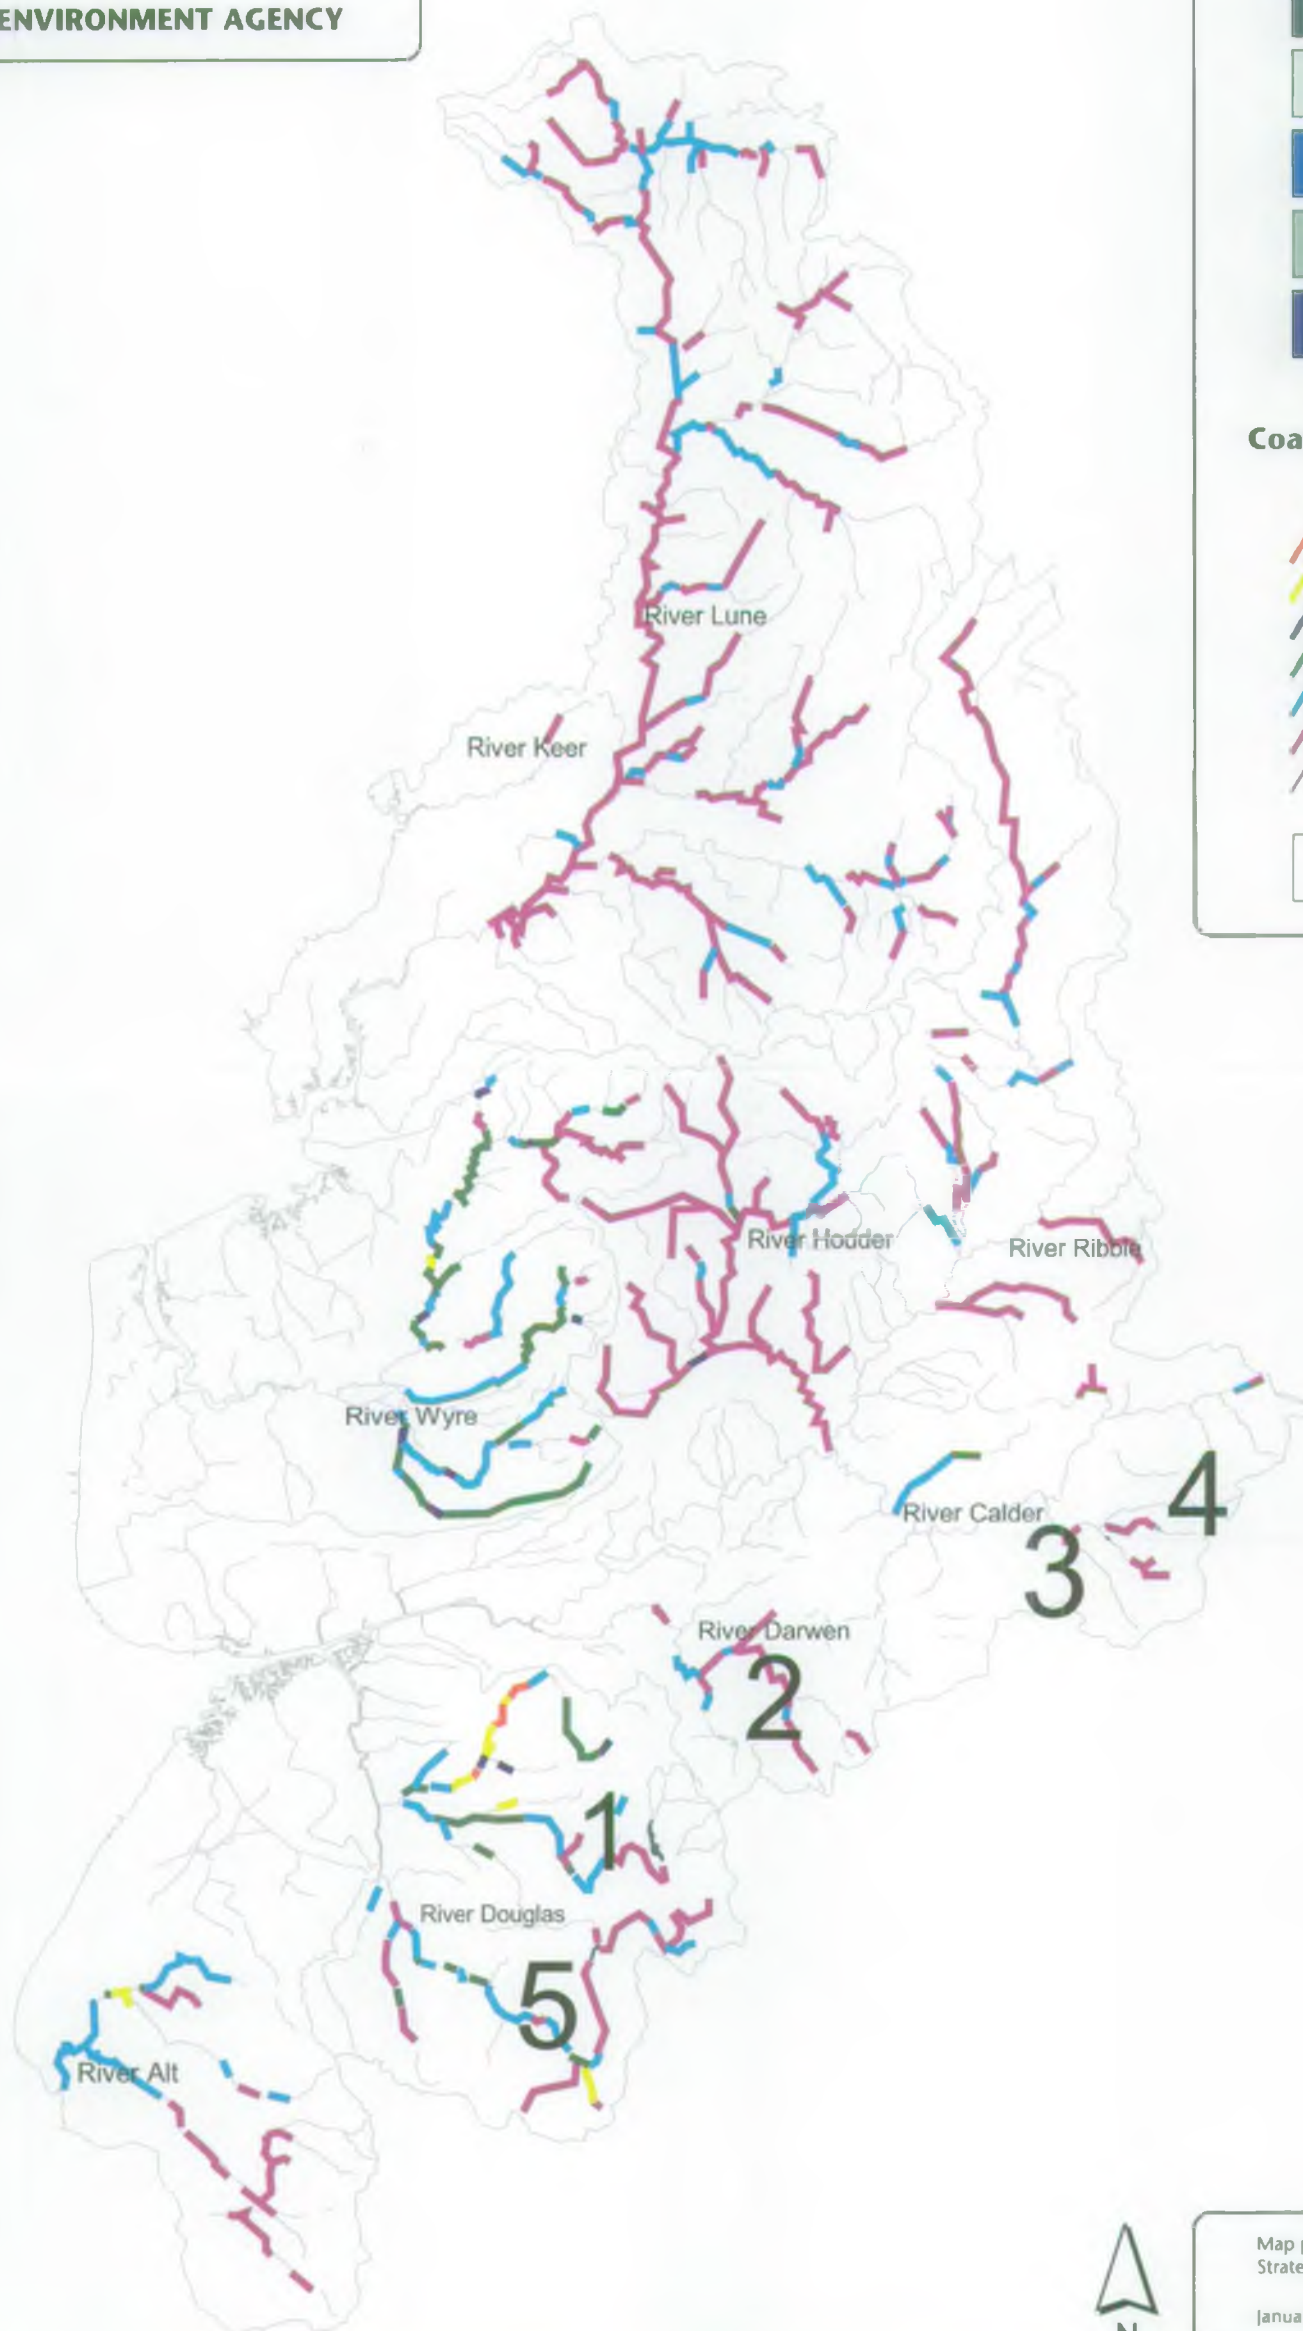 ENVIRONMENT AGENCY
Coa
River Lune
River Keer
River Hodder
River Ribble
River Wyre
River Calder
4
3
River Darwen
2
1
River Douglas
5
River Alt
Map
Strate
Janua
N